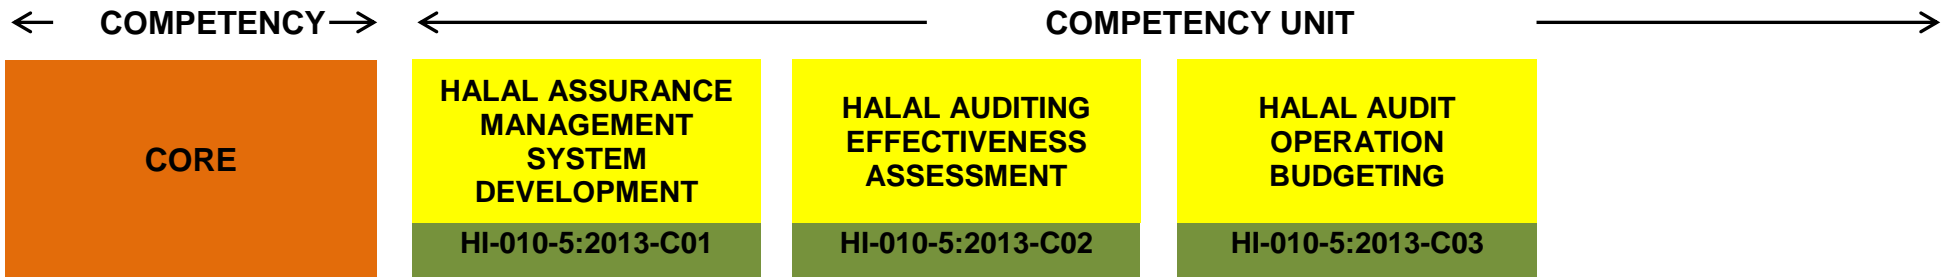 COMPETENCY
COMPETENCY UNIT
CORE
HALAL ASSURANCE
MANAGEMENT
SYSTEM
DEVELOPMENT
HI-010-5:2013-C01
HALAL AUDITING
EFFECTIVENESS
ASSESSMENT
HI-010-5:2013-C02
HALAL AUDIT
OPERATION
BUDGETING
HI-010-5:2013-C03